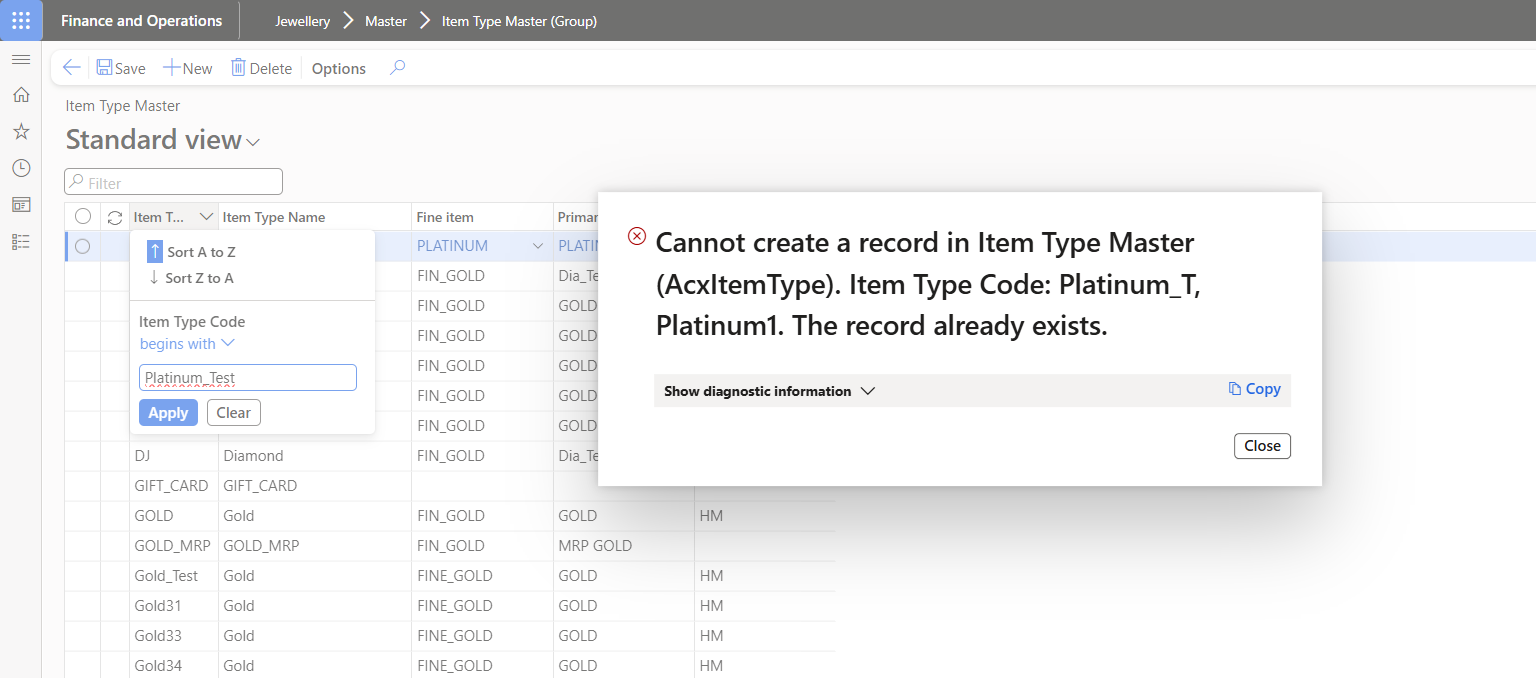 Finance and Operations
Jewellery
Master
Item Type Master (Group)
Save
New
Delete
Options
Item Type Master
Standard view
Filter
Item T...
Item Type Name
Fine item
Primar
PLATINUM
PLATIN
Sort A to Z
Sort Z to A
Item Type Code
begins with
Platinum_Test
Apply
Clear
FIN_GOLD
Dia_Te
FIN_GOLD
GOLD
FIN_GOLD
GOLD
FIN_GOLD
GOLD
FIN_GOLD
GOLD
FIN_GOLD
GOLD
DJ
Diamond
FIN_GOLD
Dia_Te
GIFT_CARD
GIFT_CARD
GOLD
Gold
FIN_GOLD
GOLD
HM
GOLD_MRP
GOLD_MRP
FIN_GOLD
MRP GOLD
Gold_Test
Gold
FINE_GOLD
GOLD
HM
Gold31
Gold
FINE_GOLD
GOLD
HM
Gold33
Gold
FINE_GOLD
GOLD
HM
Gold34
Gold
FINE_GOLD
GOLD
HM
Cannot create a record in Item Type Master
(AcxItemType). Item Type Code: Platinum_T,
Platinum1. The record already exists.
Show diagnostic information
Copy
Close